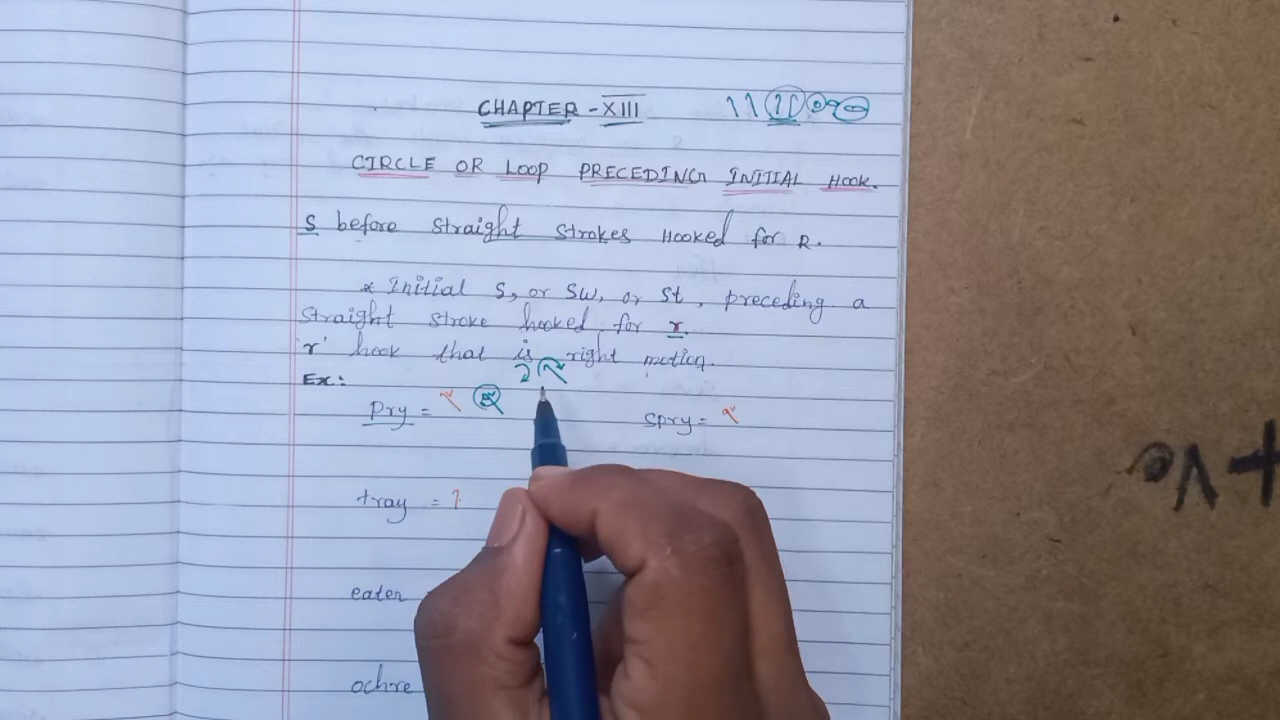 CHAPTER - XIII
CIRCLE OR LOOP PRECEDING INITIAL HOOK.
S before straight strokes Hooked for R.
* Initial S, or SW, or St, preceding a
straight stroke hooked for r.
'r' hook that is right motion.
Ex:
Pry = spry =
tray =
eater
ochre